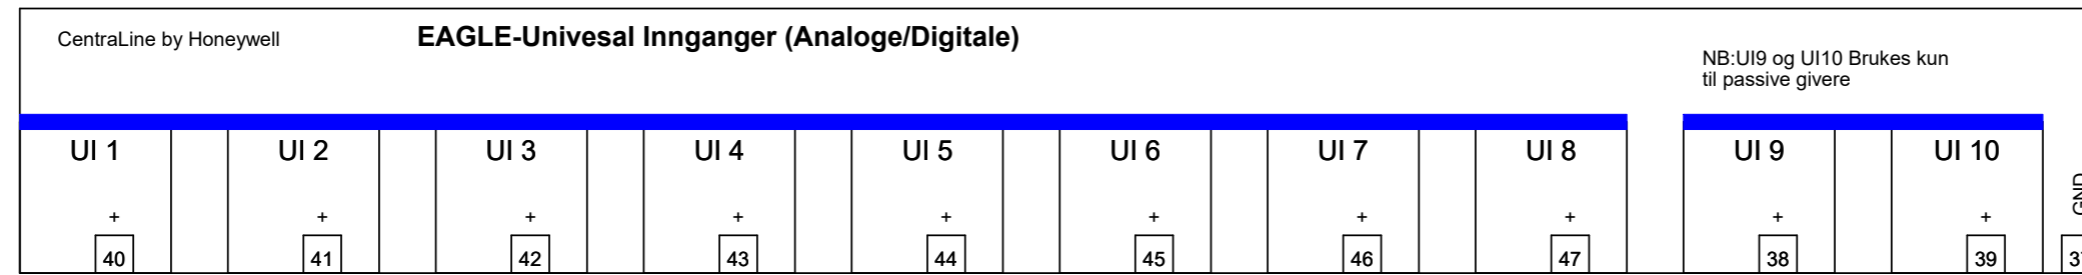 CentraLine by Honeywell
EAGLE-Univesal Innganger (Analoge/Digitale)
NB:UI9 og UI10 Brukes kun
til passive givere
UI 1 UI 2 UI 3 UI 4 UI 5 UI 6 UI 7 UI 8 UI 9 UI 10
GND
+ + + + + + + + + +
40 41 42 43 44 45 46 47 38 39